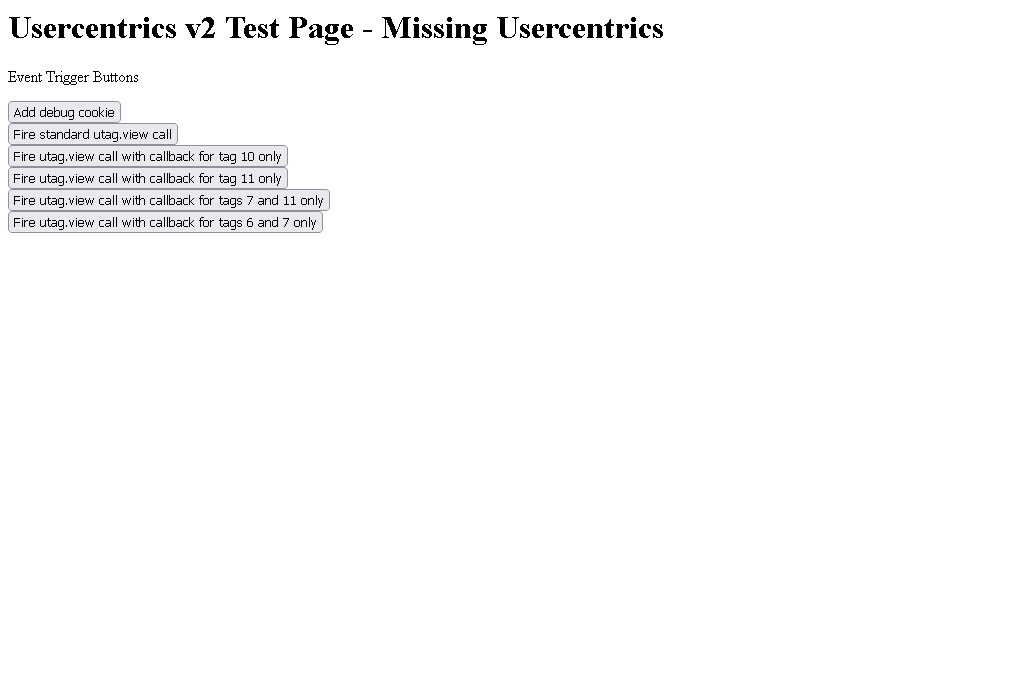 Usercentrics v2 Test Page - Missing Usercentrics
Event Trigger Buttons
Add debug cookie
Fire standard utag.view call
Fire utag.view call with callback for tag 10 only
Fire utag.view call with callback for tag 11 only
Fire utag.view call with callback for tags 7 and 11 only
Fire utag.view call with callback for tags 6 and 7 only